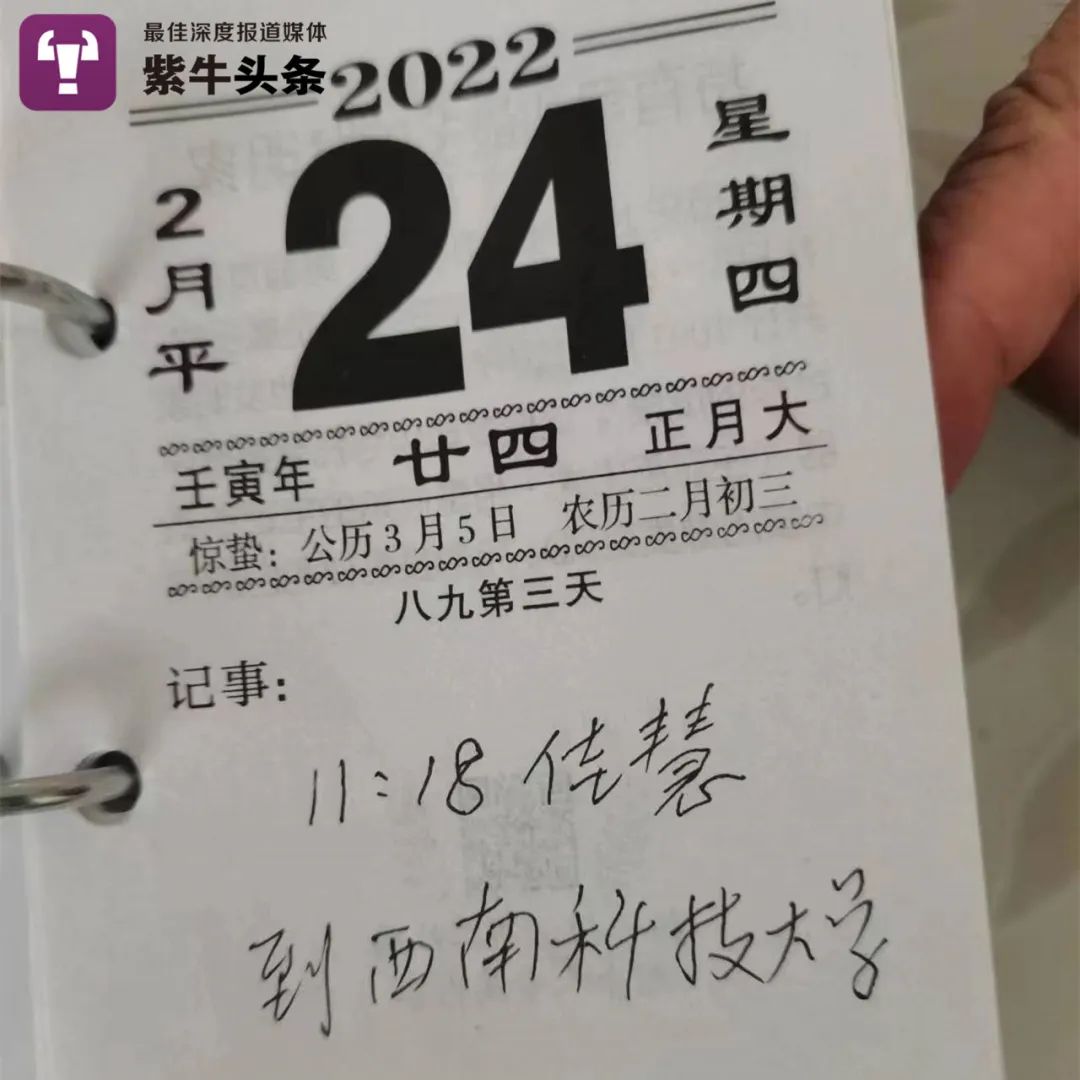 最佳深度报道媒体
紫牛头条
2022
2月平
24
星期四
壬寅年 廿四 正月大
惊蛰：公历3月5日 农历二月初三
八九第三天
记事：
11:18 佳慧
到西南科技大学